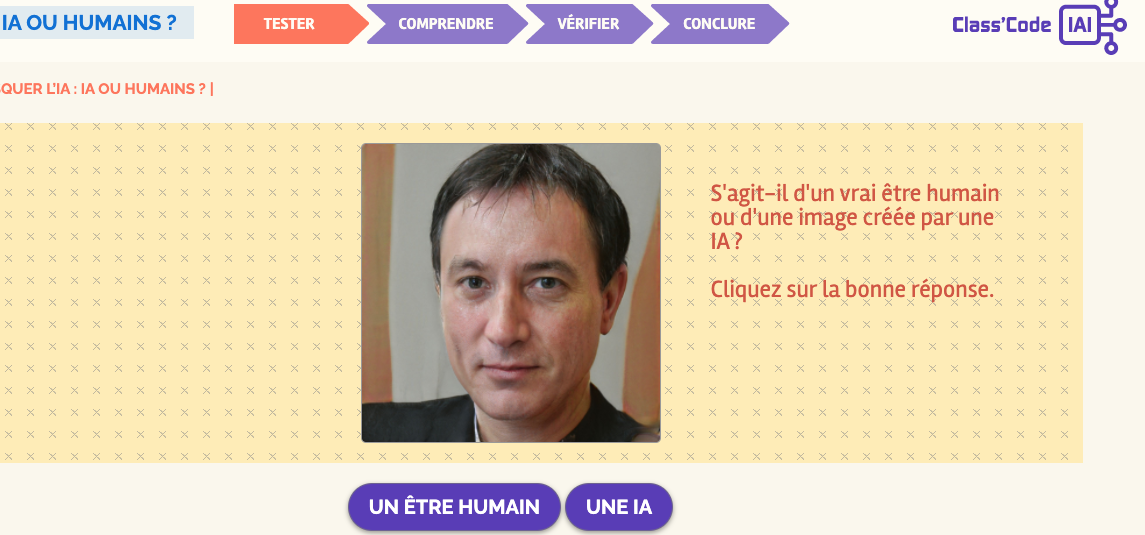 IA OU HUMAINS ?
TESTER
COMPRENDRE
VÉRIFIER
CONCLURE
Class'Code IAI
SQUER L'IA : IA OU HUMAINS ? |
S'agit-il d'un vrai être humain
ou d'une image créée par une
IA ?
Cliquez sur la bonne réponse.
UN ÊTRE HUMAIN
UNE IA